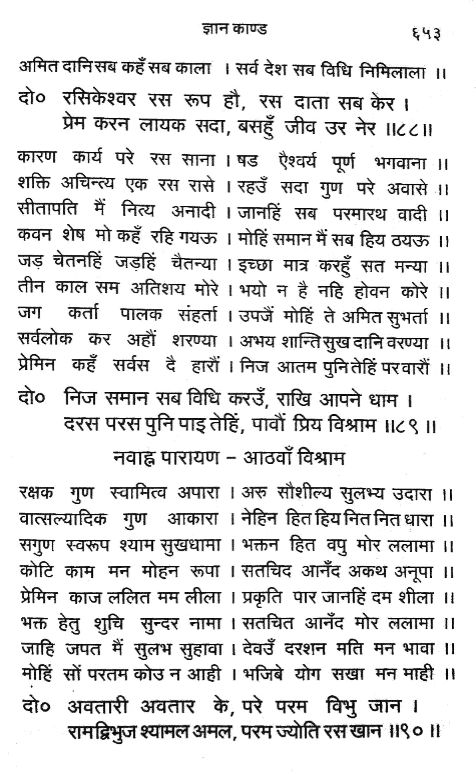 ज्ञान काण्ड ६५३
अमित दानि सब कहँ सब काला । सर्व देश सब विधि निमिलाला ।।
दो० रसिकेश्वर रस रूप हौ, रस दाता सब केर ।
प्रेम करन लायक सदा, बसहुँ जीव उर नेर ॥८८॥
कारण कार्य परे रस साना । षड ऐश्वर्य पूर्ण भगवाना ।।
शक्ति अचिन्त्य एक रस रासे । रहउँ सदा गुण परे अवासे ।।
सीतापति मैं नित्य अनादी । जानहिं सब परमारथ वादी ।।
कवन शेष मो कहँ रहि गयऊ । मोहिं समान मैं सब हिय ठयऊ ।।
जड़ चेतनहिं जड़हिं चैतन्या । इच्छा मात्र करहुँ सत मन्या ।।
तीन काल सम अतिशय मोरे । भयो न है नहि होवन कोरे ।।
जग कर्ता पालक संहर्ता । उपजैं मोहिं ते अमित सुभर्ता ।।
सर्वलोक कर अहौं शरण्या । अभय शान्ति सुख दानि वरण्या ।।
प्रेमिन कहँ सर्वस दै हारौं । निज आतम पुनि तेहिं पर वारौं ।।
दो० निज समान सब विधि करउँ, राखि आपने धाम ।
दरस परस पुनि पाइ तेहिं, पावौं प्रिय विश्राम ॥८९॥
नवाह्न पारायण – आठवाँ विश्राम
रक्षक गुण स्वामित्व अपारा । अरु सौशील्य सुलभ्य उदारा ।।
वात्सल्यादिक गुण आकारा । नेहिन हित हिय नित नित धारा ।।
सगुण स्वरूप श्याम सुखधामा । भक्तन हित वपु मोर ललामा ।।
कोटि काम मन मोहन रूपा । सतचिद आनँद अकथ अनूपा ।।
प्रेमिन काज ललित मम लीला । प्रकृति पार जानहिं दम शीला ।।
भक्त हेतु शुचि सुन्दर नामा । सतचित आनँद मोर ललामा ।।
जाहि जपत मैं सुलभ सुहावा । देवउँ दरशन मति मन भावा ।।
मोहिं सों परतम कोउ न आही । भजिबे योग सखा मन माही ।।
दो० अवतारी अवतार के, परे परम विभु जान ।
रामद्विभुज श्यामल अमल, परम ज्योति रस खान ॥९०॥